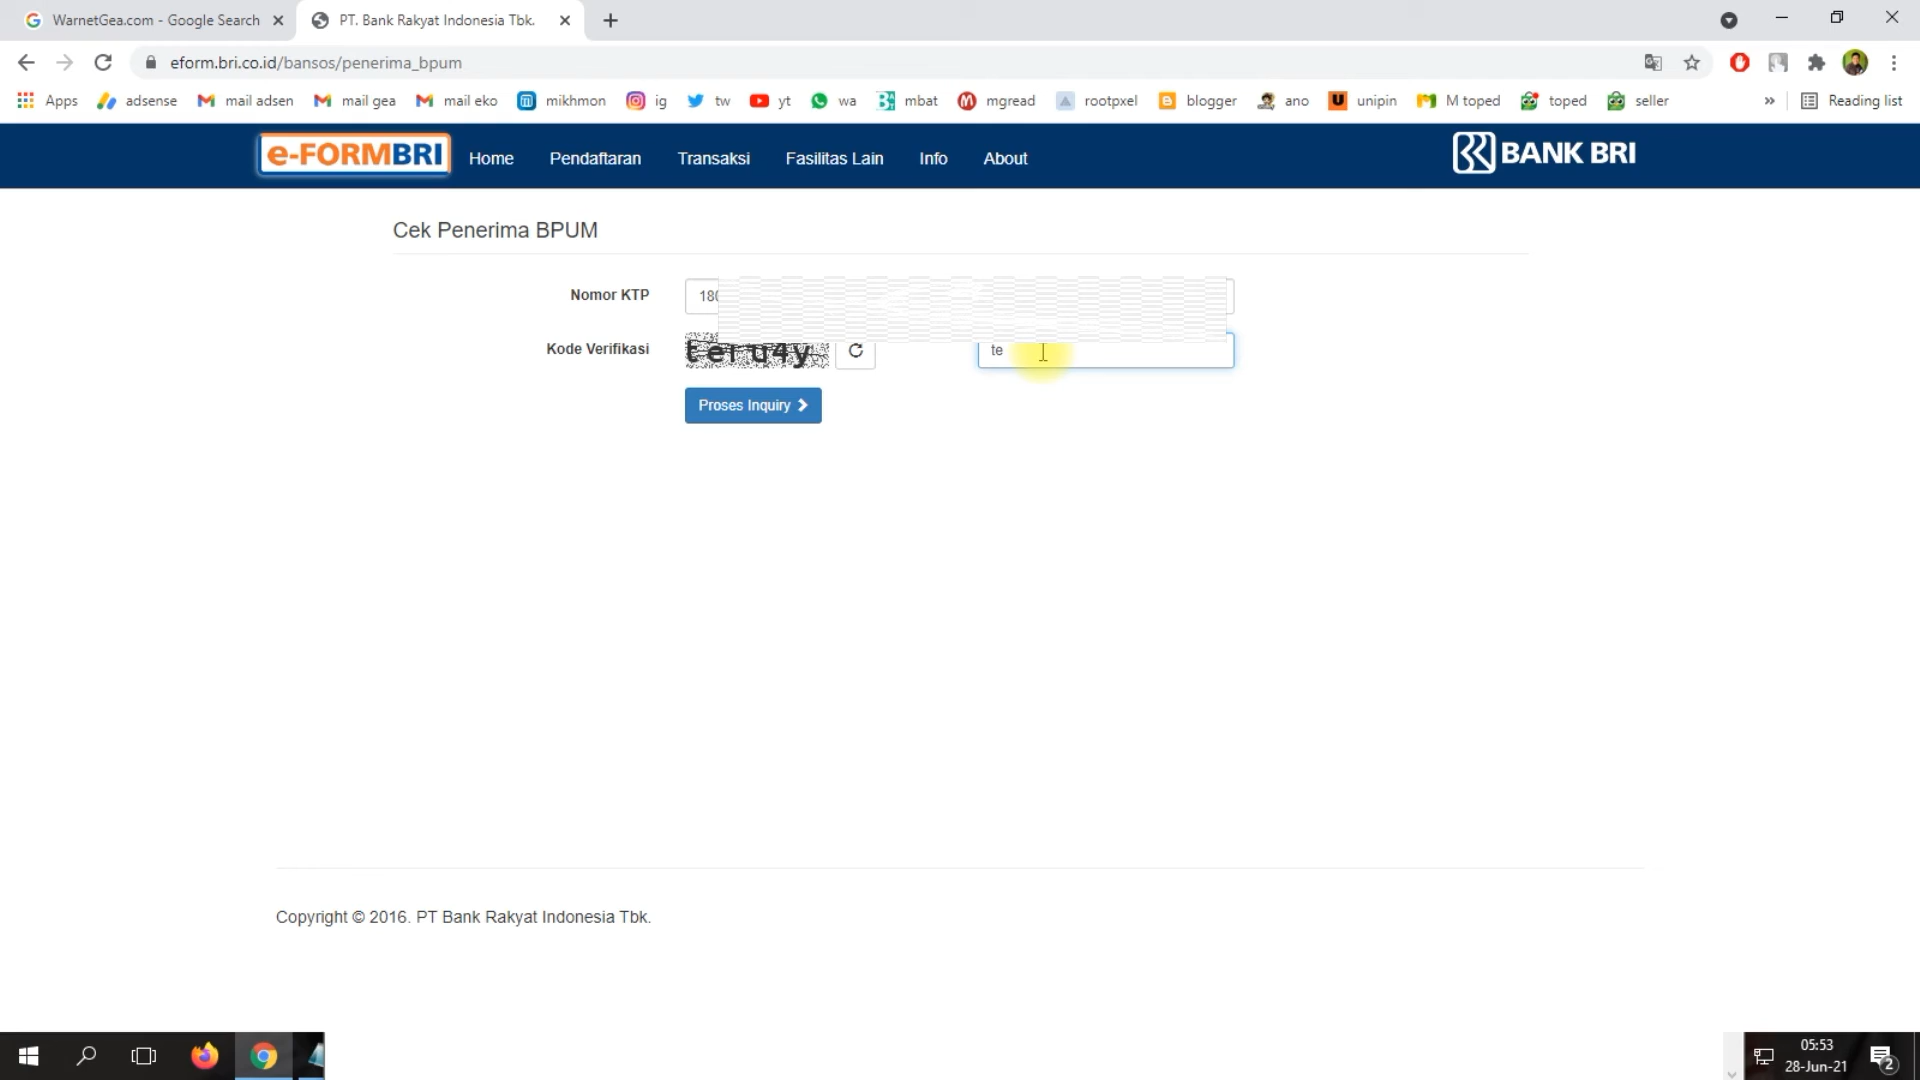 WarnetGea.com - Google Search
PT. Bank Rakyat Indonesia Tbk.
eform.bri.co.id/bansos/penerima_bpum
Apps adsense mail adsen mail gea mail eko mikhmon ig tw yt wa mbat mgread rootpxel blogger ano unipin M toped toped seller » Reading list
e-FORMBRI Home Pendaftaran Transaksi Fasilitas Lain Info About BANK BRI
Cek Penerima BPUM
Nomor KTP 180
Kode Verifikasi teru4y te
Proses Inquiry
Copyright © 2016. PT Bank Rakyat Indonesia Tbk.
05:53
28-Jun-21
2